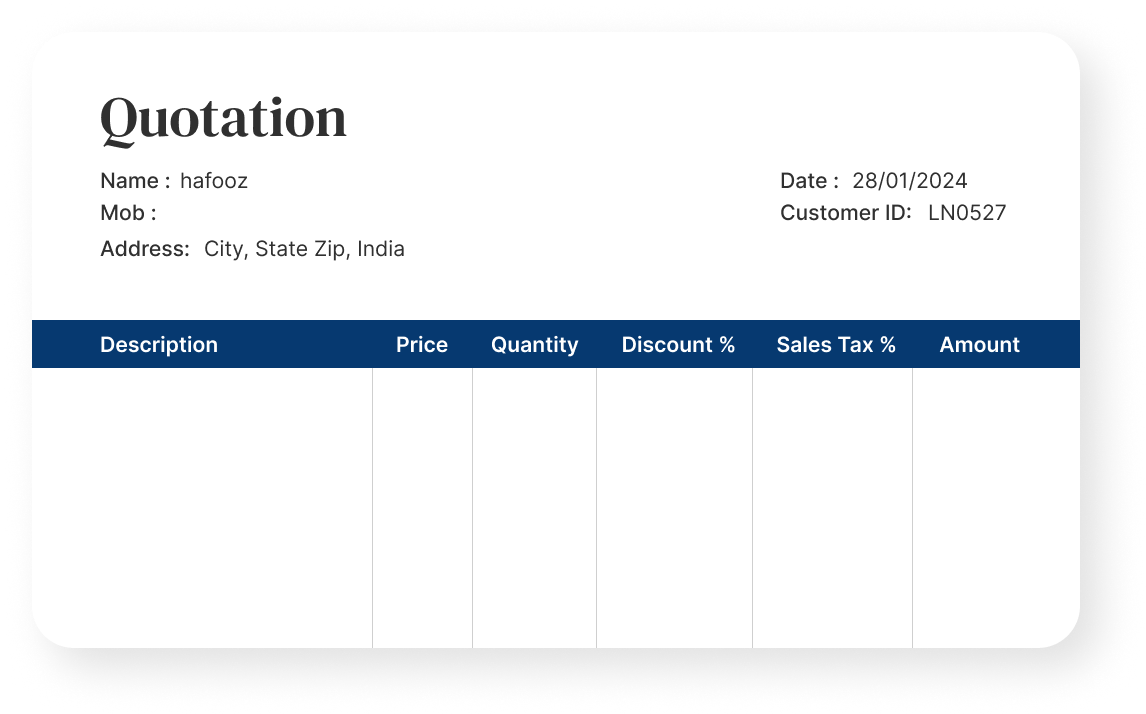 Quotation
Name : hafooz
Mob :
Address: City, State Zip, India
Date : 28/01/2024
Customer ID: LN0527
Description Price Quantity Discount % Sales Tax % Amount